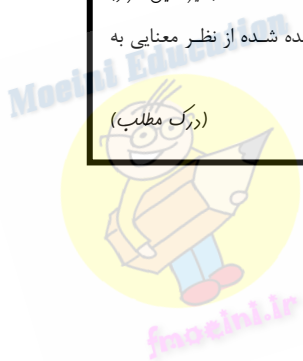 ده شده از نظر معنایی به
(درک مطلب)
Moeini Education
fmoeini.ir